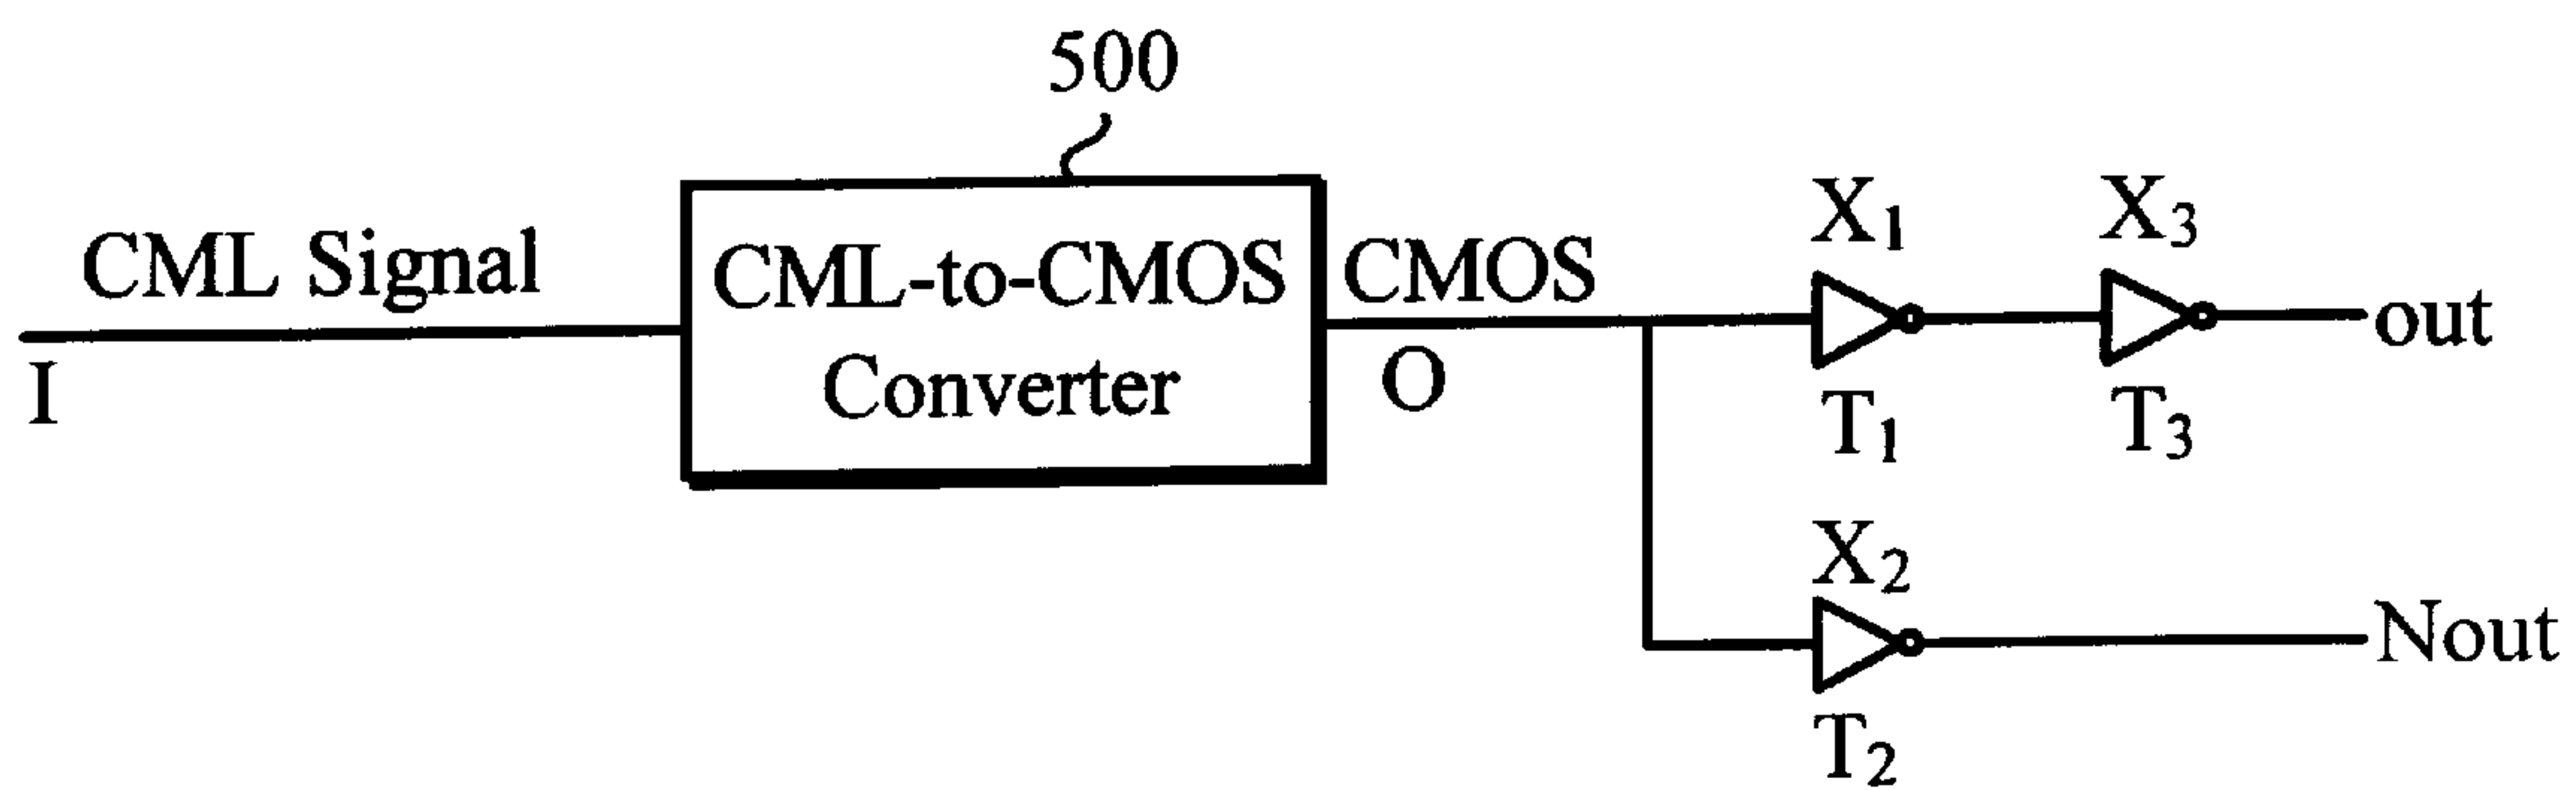 500
CML Signal
I
CML-to-CMOS
Converter
CMOS
O
X1
T1
X3
T3
out
X2
T2
Nout